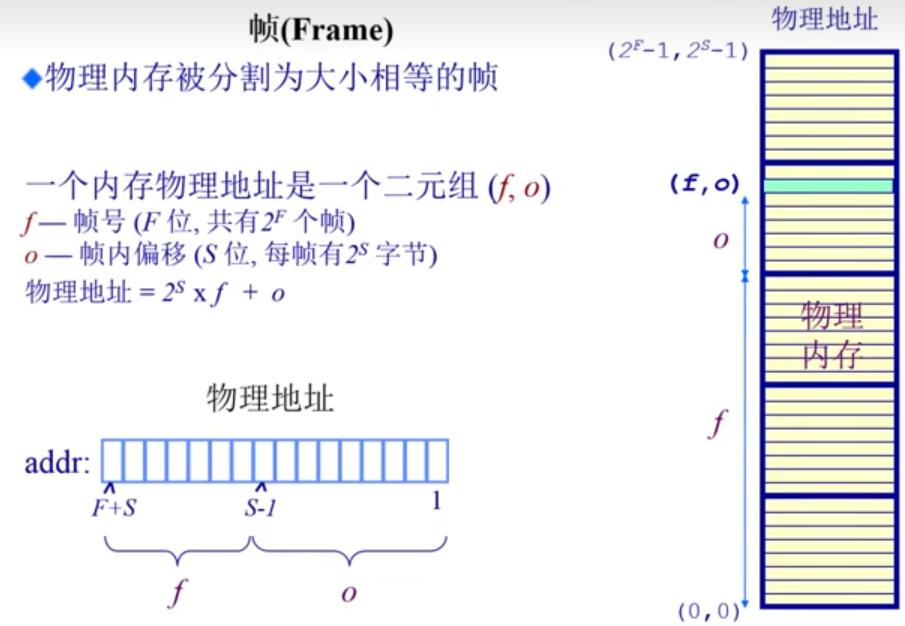 帧(Frame)
物理内存被分割为大小相等的帧
一个内存物理地址是一个二元组 (f, o)
f — 帧号 (F 位, 共有2^F 个帧)
o — 帧内偏移 (S 位, 每帧有2^S 字节)
物理地址 = 2^S x f + o
物理地址
addr:
F+S S-1 1
f o
物理地址
(2^F-1,2^S-1)
(f,o)
o
物理
内存
f
(0,0)